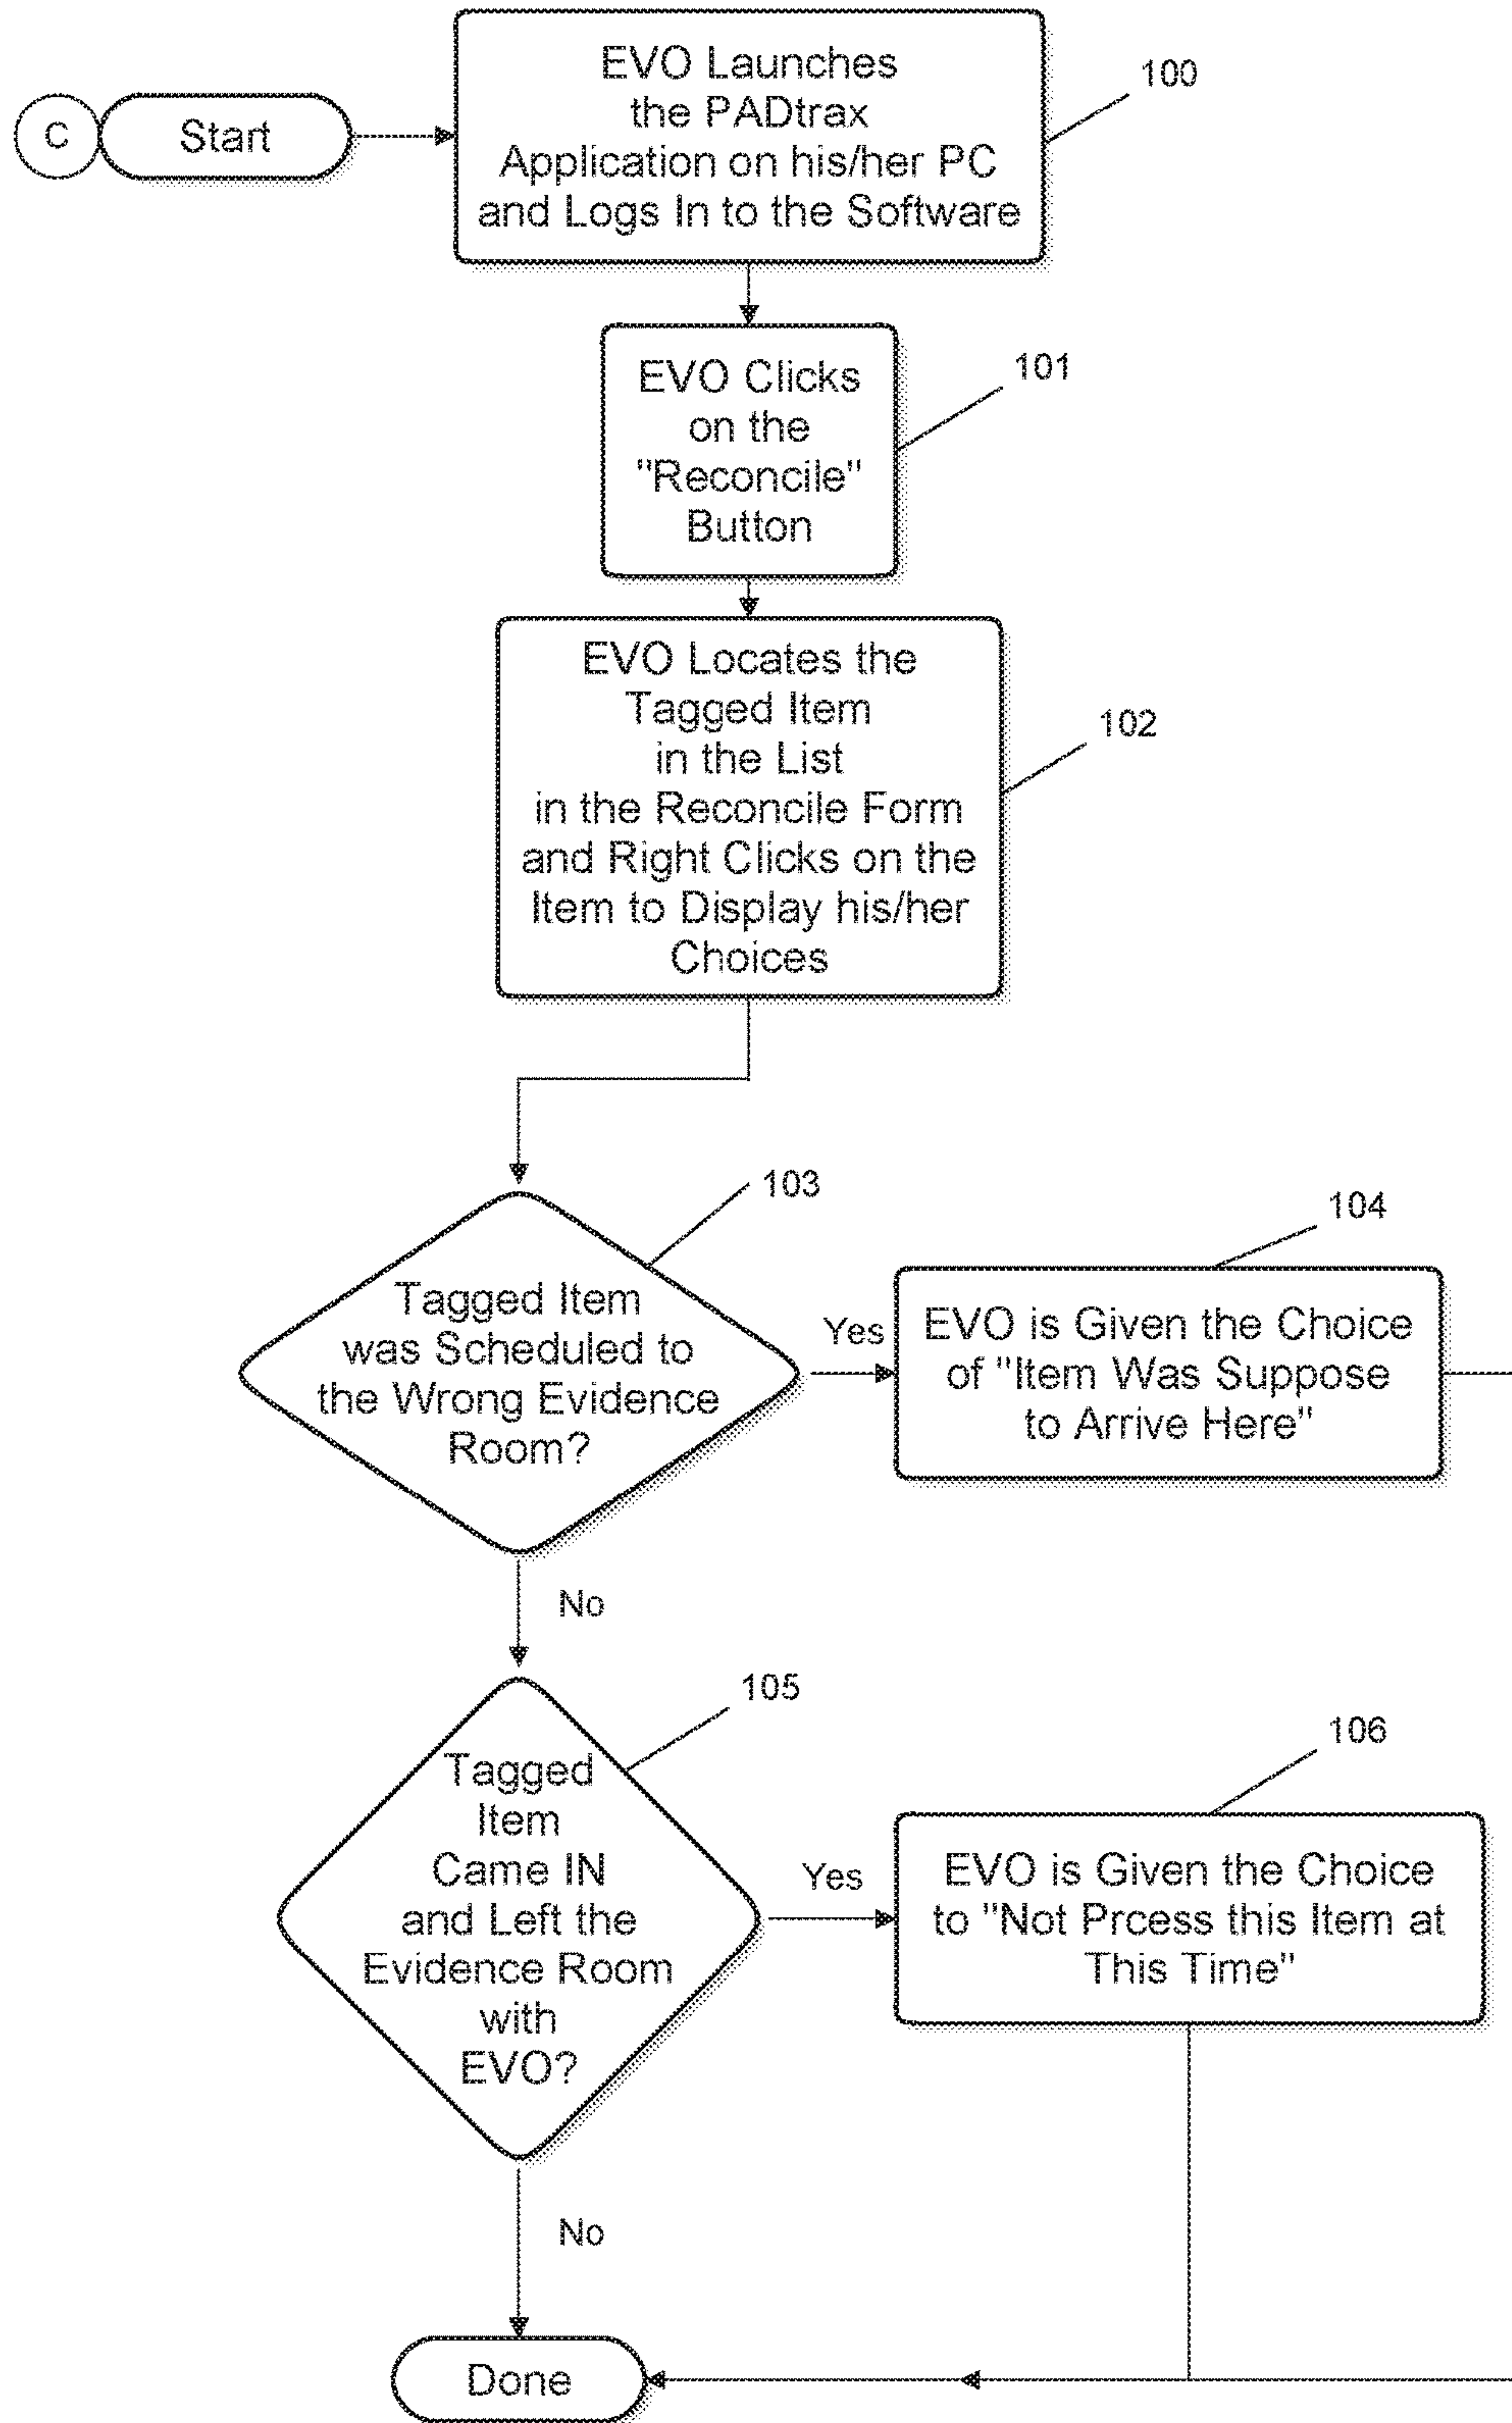 C
Start
EVO Launches
the PADtrax
Application on his/her PC
and Logs In to the Software
100
EVO Clicks
on the
"Reconcile"
Button
101
EVO Locates the
Tagged Item
in the List
in the Reconcile Form
and Right Clicks on the
Item to Display his/her
Choices
102
Tagged Item
was Scheduled to
the Wrong Evidence
Room?
103
Yes
EVO is Given the Choice
of "Item Was Suppose
to Arrive Here"
104
No
Tagged
Item
Came IN
and Left the
Evidence Room
with
EVO?
105
Yes
EVO is Given the Choice
to "Not Prcess this Item at
This Time"
106
No
Done